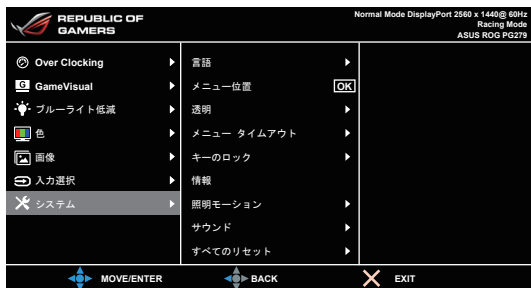 REPUBLIC OF
GAMERS
Normal Mode DisplayPort 2560 x 1440@ 60Hz
Racing Mode
ASUS ROG PG279
Over Clocking
GameVisual
ブルーライト低減
色
画像
入力選択
システム
言語
メニュー位置 OK
透明
メニュー タイムアウト
キーのロック
情報
照明モーション
サウンド
すべてのリセット
MOVE/ENTER BACK EXIT